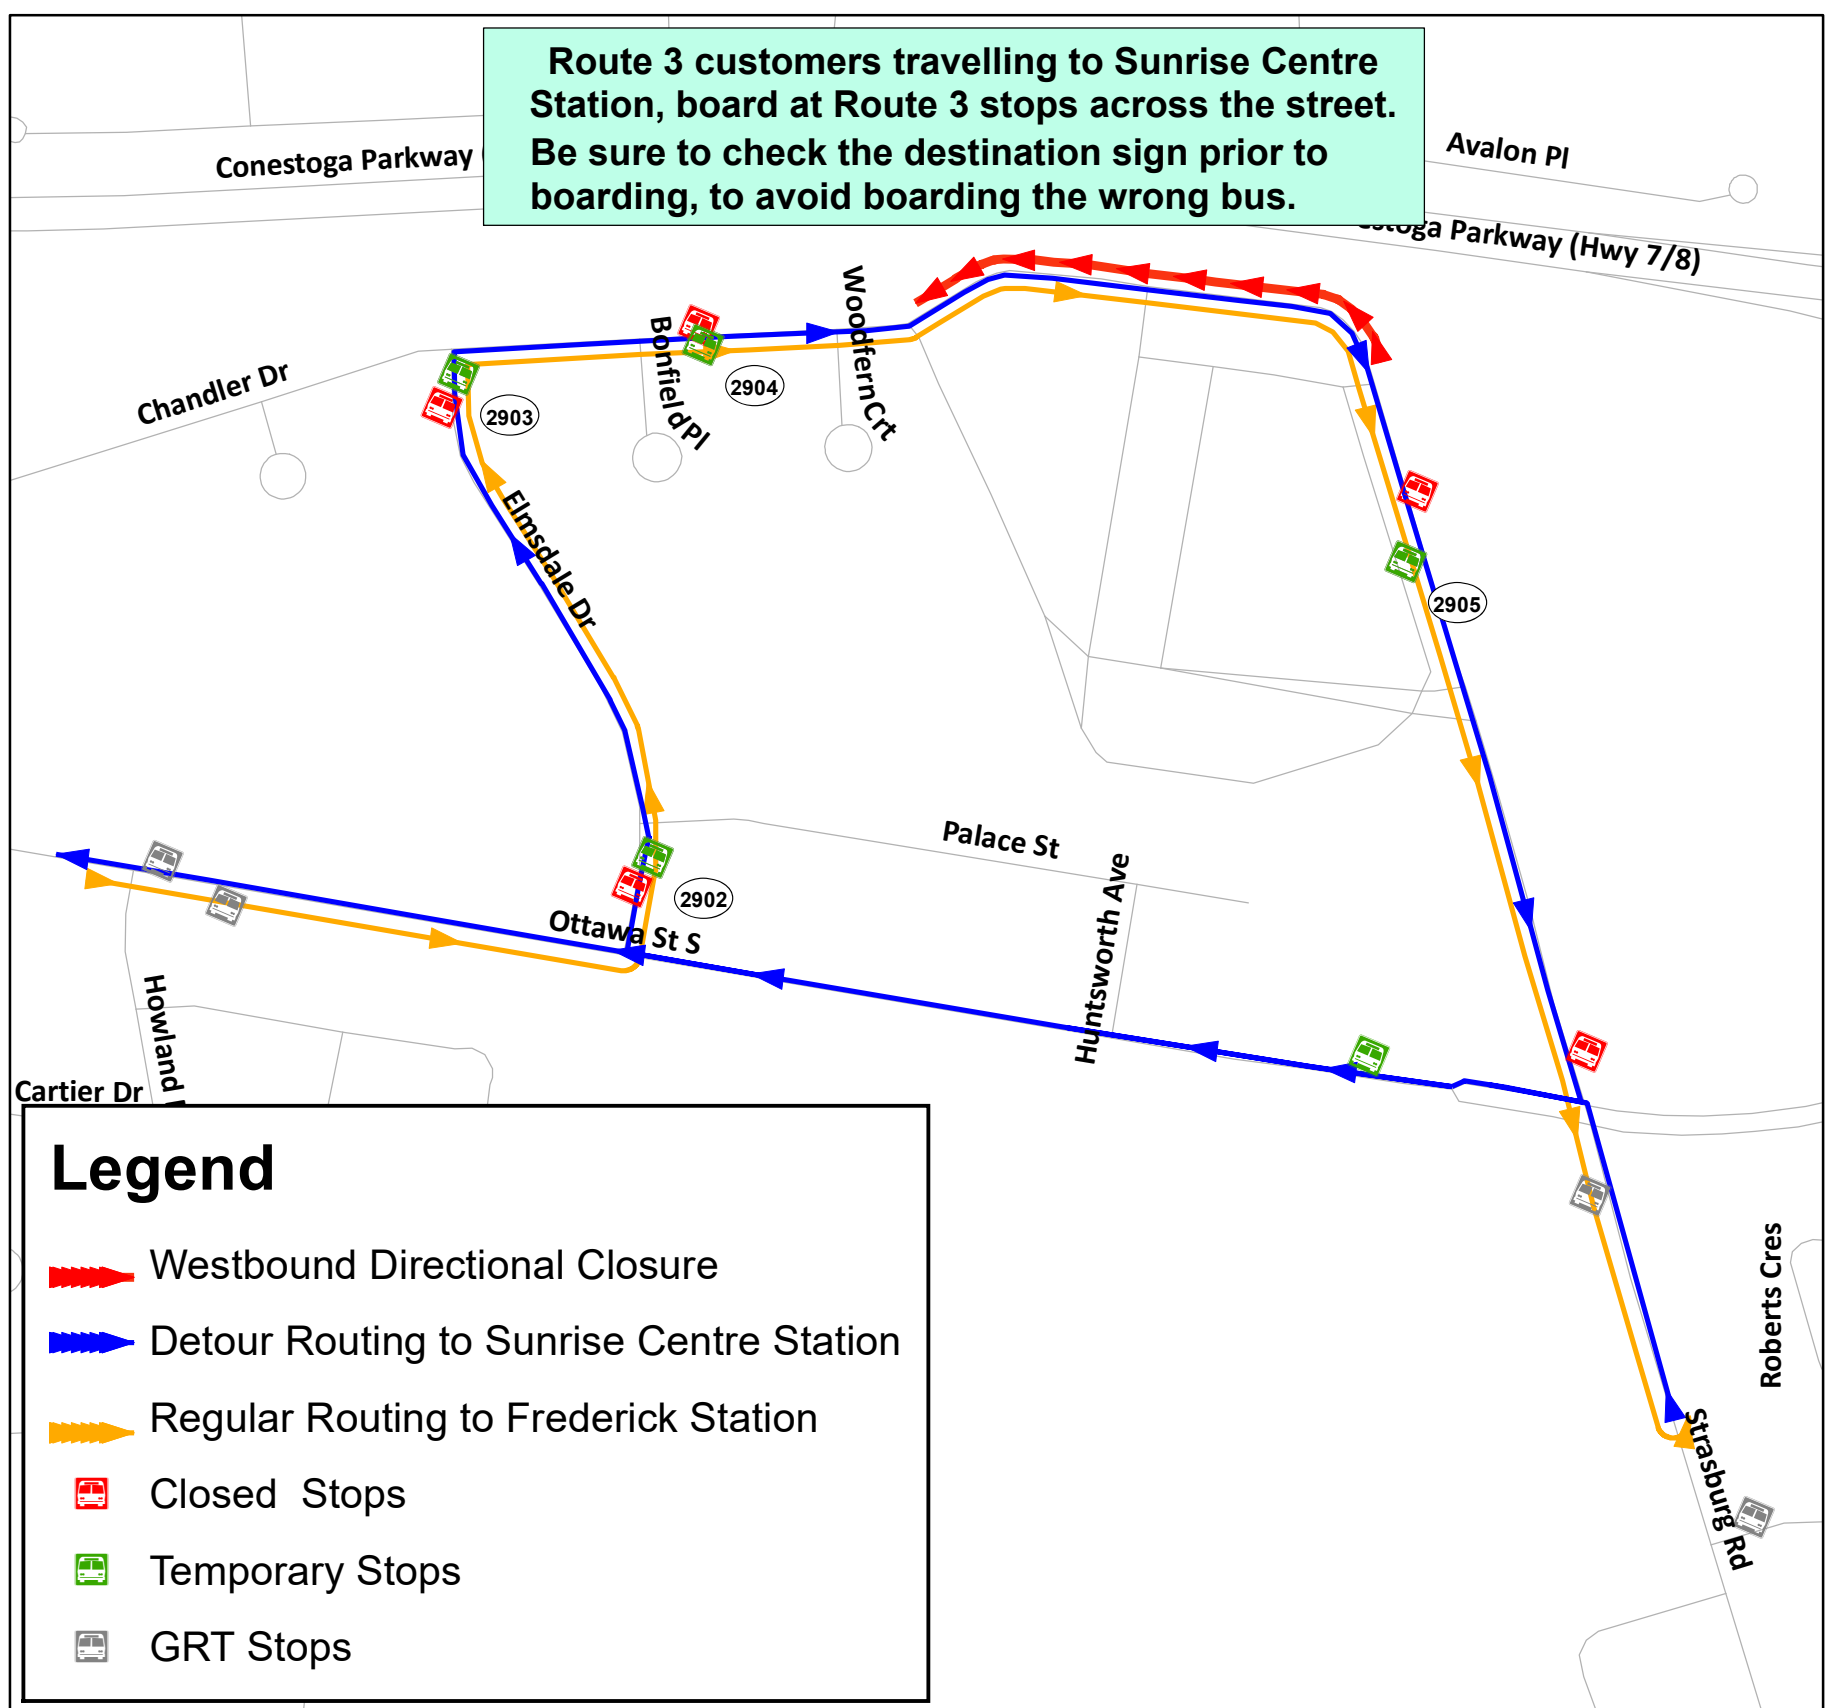 Route 3 customers travelling to Sunrise Centre
Station, board at Route 3 stops across the street.
Be sure to check the destination sign prior to
boarding, to avoid boarding the wrong bus.
Conestoga Parkway (
Avalon Pl
stoga Parkway (Hwy 7/8)
Chandler Dr
Bonfield Pl
Woodfern Crt
2904
2903
Elmsdale Dr
2905
Palace St
Huntsworth Ave
2902
Ottawa St S
Howland
Cartier Dr
Roberts Cres
Strasburg Rd
Legend
Westbound Directional Closure
Detour Routing to Sunrise Centre Station
Regular Routing to Frederick Station
Closed Stops
Temporary Stops
GRT Stops